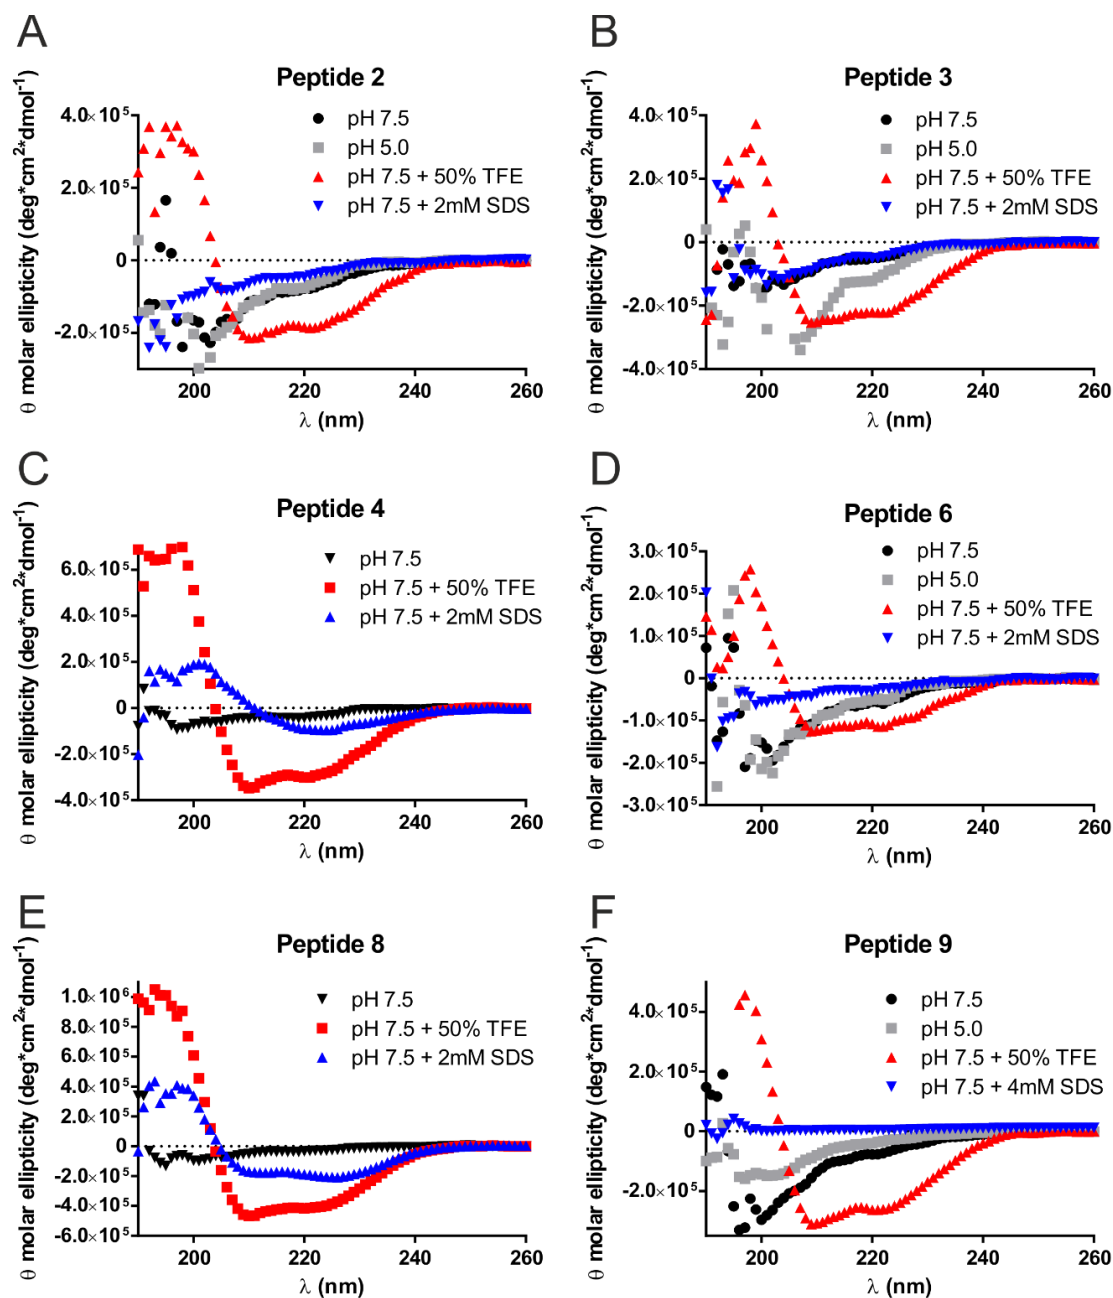 A
Peptide 2
θ molar ellipticity (deg*cm²*dmol⁻¹)
4.0×10⁵
2.0×10⁵
0
-2.0×10⁵
pH 7.5
pH 5.0
pH 7.5 + 50% TFE
pH 7.5 + 2mM SDS
200 220 240 260
λ (nm)
B
Peptide 3
θ molar ellipticity (deg*cm²*dmol⁻¹)
4.0×10⁵
2.0×10⁵
0
-2.0×10⁵
-4.0×10⁵
pH 7.5
pH 5.0
pH 7.5 + 50% TFE
pH 7.5 + 2mM SDS
200 220 240 260
λ (nm)
C
Peptide 4
θ molar ellipticity (deg*cm²*dmol⁻¹)
6.0×10⁵
4.0×10⁵
2.0×10⁵
0
-2.0×10⁵
-4.0×10⁵
pH 7.5
pH 7.5 + 50% TFE
pH 7.5 + 2mM SDS
200 220 240 260
λ (nm)
D
Peptide 6
θ molar ellipticity (deg*cm²*dmol⁻¹)
3.0×10⁵
2.0×10⁵
1.0×10⁵
0
-1.0×10⁵
-2.0×10⁵
-3.0×10⁵
pH 7.5
pH 5.0
pH 7.5 + 50% TFE
pH 7.5 + 2mM SDS
200 220 240 260
λ (nm)
E
Peptide 8
θ molar ellipticity (deg*cm²*dmol⁻¹)
1.0×10⁶
8.0×10⁵
6.0×10⁵
4.0×10⁵
2.0×10⁵
0
-2.0×10⁵
-4.0×10⁵
-6.0×10⁵
pH 7.5
pH 7.5 + 50% TFE
pH 7.5 + 2mM SDS
200 220 240 260
λ (nm)
F
Peptide 9
θ molar ellipticity (deg*cm²*dmol⁻¹)
4.0×10⁵
2.0×10⁵
0
-2.0×10⁵
pH 7.5
pH 5.0
pH 7.5 + 50% TFE
pH 7.5 + 4mM SDS
200 220 240 260
λ (nm)